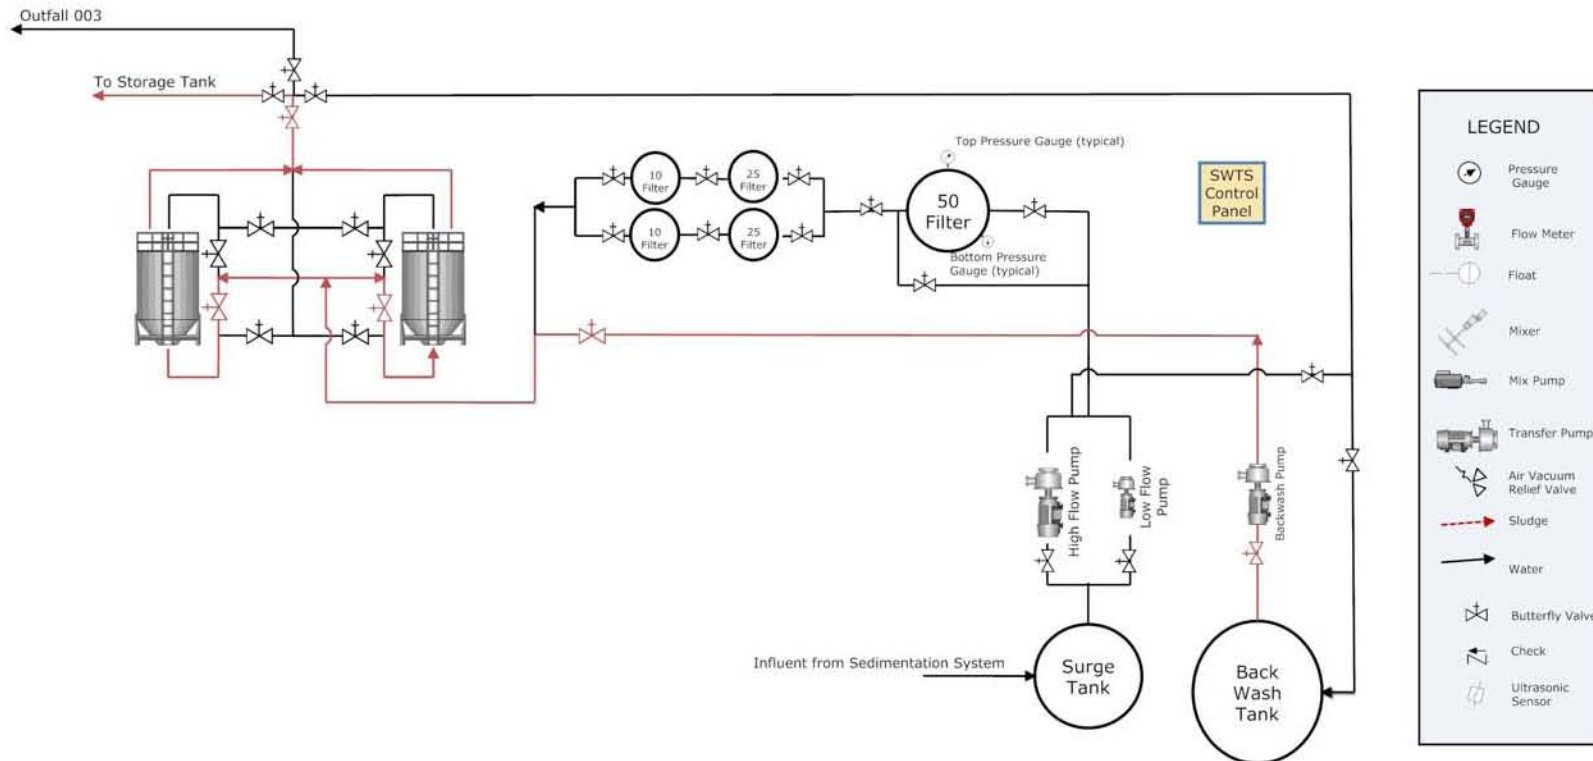 Outfall 003
To Storage Tank
Top Pressure Gauge (typical)
10
Filter
25
Filter
10
Filter
25
Filter
50
Filter
Bottom Pressure
Gauge (typical)
SWTS
Control
Panel
High Flow Pump
Low Flow
Pump
Backwash Pump
Influent from Sedimentation System
Surge
Tank
Back
Wash
Tank
LEGEND
Pressure
Gauge
Flow Meter
Float
Mixer
Mix Pump
Transfer Pump
Air Vacuum
Relief Valve
Sludge
Water
Butterfly Valve
Check
Ultrasonic
Sensor